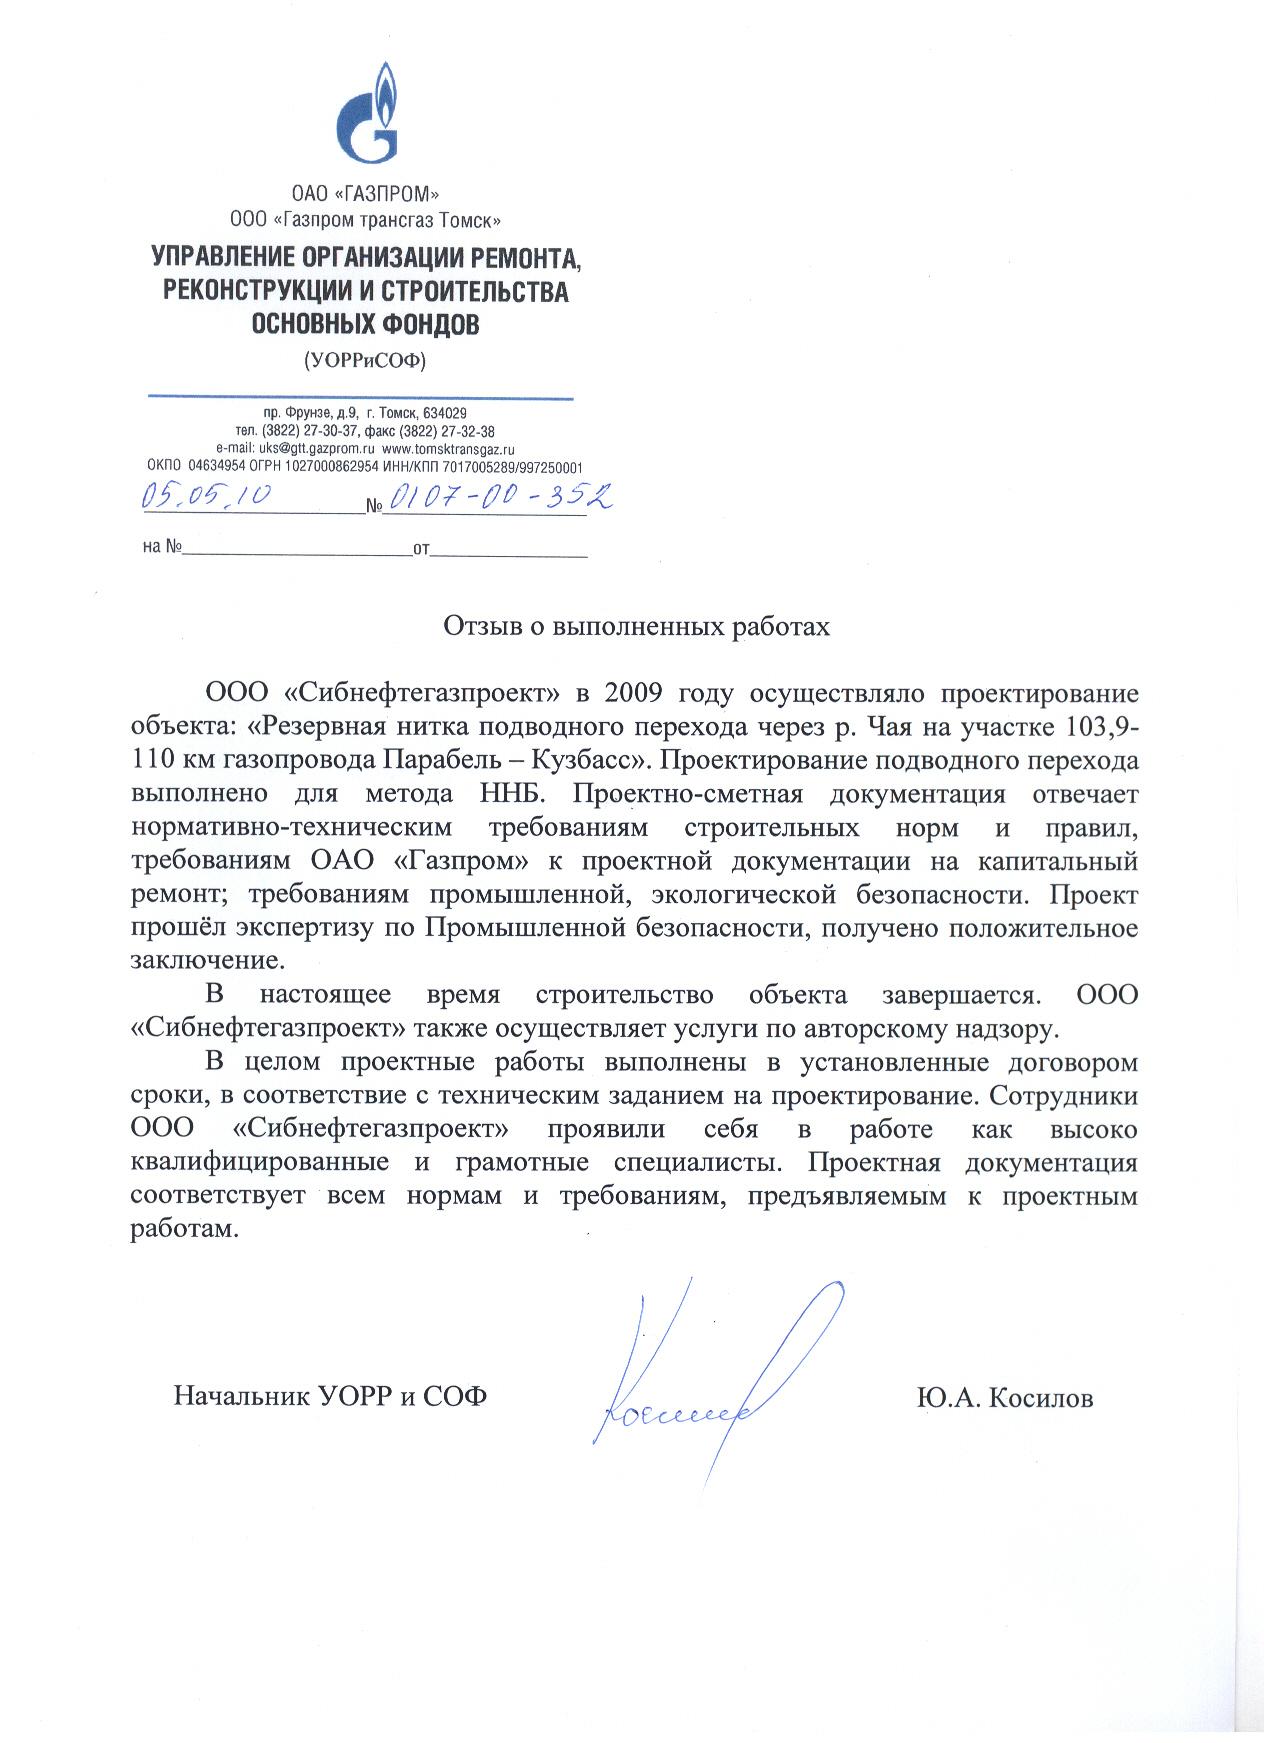 ОАО «ГАЗПРОМ»
ООО «Газпром трансгаз Томск»
УПРАВЛЕНИЕ ОРГАНИЗАЦИИ РЕМОНТА,
РЕКОНСТРУКЦИИ И СТРОИТЕЛЬСТВА
ОСНОВНЫХ ФОНДОВ
(УОРРиСОФ)
пр. Фрунзе, д.9, г. Томск, 634029
тел. (3822) 27-30-37, факс (3822) 27-32-38
e-mail: uks@gtt.gazprom.ru www.tomsktransgaz.ru
ОКПО 04634954 ОГРН 1027000862954 ИНН/КПП 7017005289/997250001
05.05.10 № 0107-00-352
на № от
Отзыв о выполненных работах
ООО «Сибнефтегазпроект» в 2009 году осуществляло проектирование
объекта: «Резервная нитка подводного перехода через р. Чая на участке 103,9-
110 км газопровода Парабель – Кузбасс». Проектирование подводного перехода
выполнено для метода ННБ. Проектно-сметная документация отвечает
нормативно-техническим требованиям строительных норм и правил,
требованиям ОАО «Газпром» к проектной документации на капитальный
ремонт; требованиям промышленной, экологической безопасности. Проект
прошёл экспертизу по Промышленной безопасности, получено положительное
заключение.
В настоящее время строительство объекта завершается. ООО
«Сибнефтегазпроект» также осуществляет услуги по авторскому надзору.
В целом проектные работы выполнены в установленные договором
сроки, в соответствие с техническим заданием на проектирование. Сотрудники
ООО «Сибнефтегазпроект» проявили себя в работе как высоко
квалифицированные и грамотные специалисты. Проектная документация
соответствует всем нормам и требованиям, предъявляемым к проектным
работам.
Начальник УОРР и СОФ Ю.А. Косилов